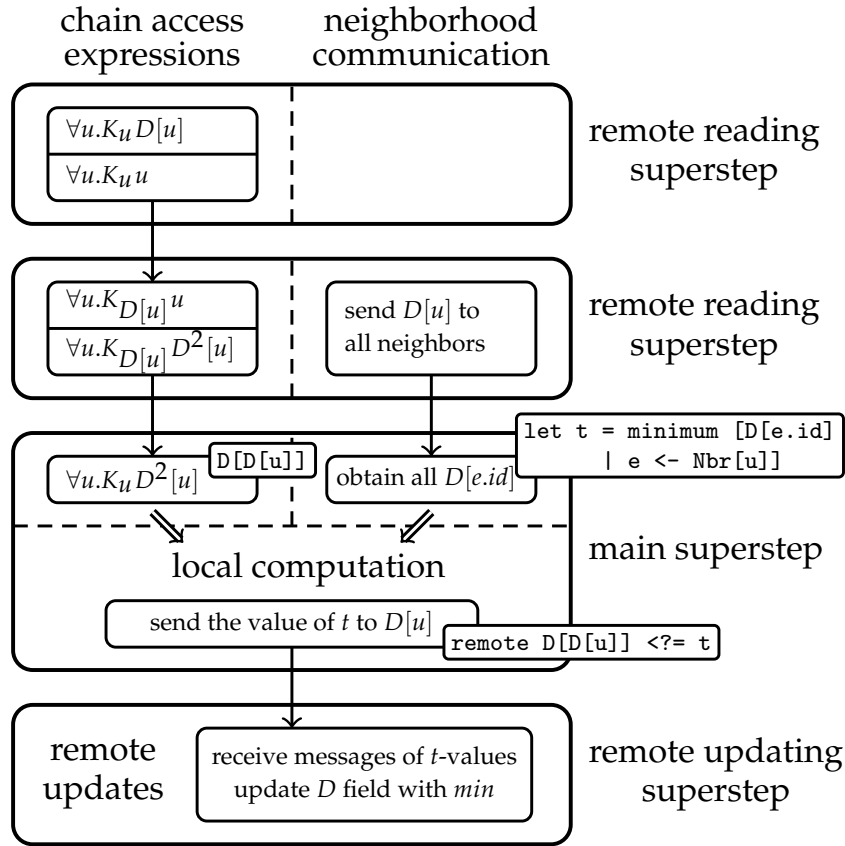 chain access
expressions
neighborhood
communication
∀u.K_u D[u]
∀u.K_u u
remote reading
superstep
∀u.K_{D[u]} u
∀u.K_{D[u]} D²[u]
send D[u] to
all neighbors
remote reading
superstep
∀u.K_u D²[u]
D[D[u]]
obtain all D[e.id]
let t = minimum [D[e.id]
| e <- Nbr[u]]
local computation
main superstep
send the value of t to D[u]
remote D[D[u]] <?= t
remote
updates
receive messages of t-values
update D field with min
remote updating
superstep